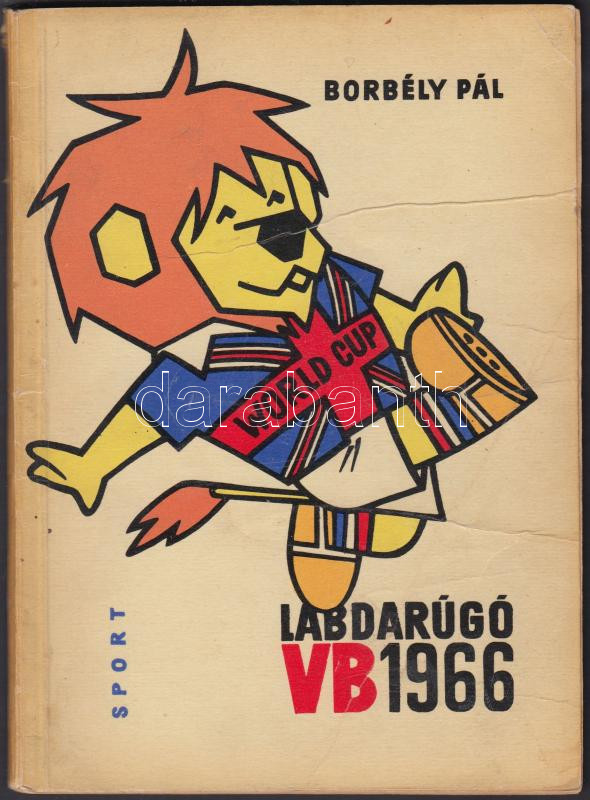 BORBÉLY PÁL
WORLD CUP
darabanth
LABDARÚGÓ
VB 1966
SPORT